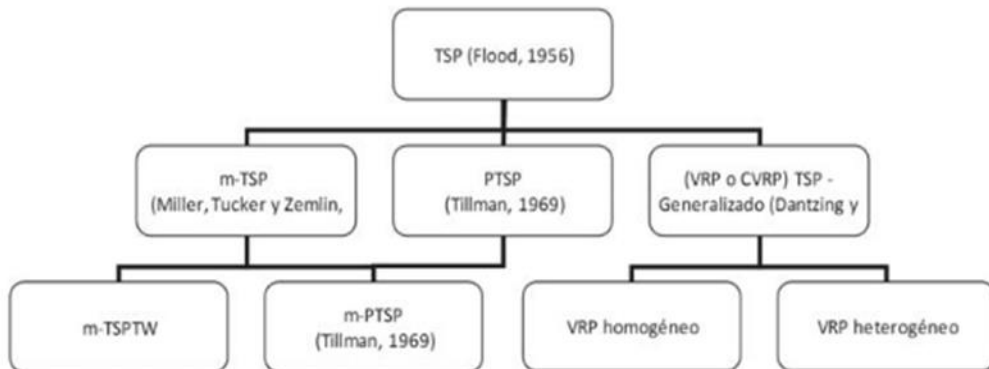 TSP (Flood, 1956)
m-TSP
(Miller, Tucker y Zemlin,
PTSP
(Tillman, 1969)
(VRP o CVRP) TSP -
Generalizado (Dantzing y
m-TSPTW
m-PTSP
(Tillman, 1969)
VRP homogéneo
VRP heterogéneo